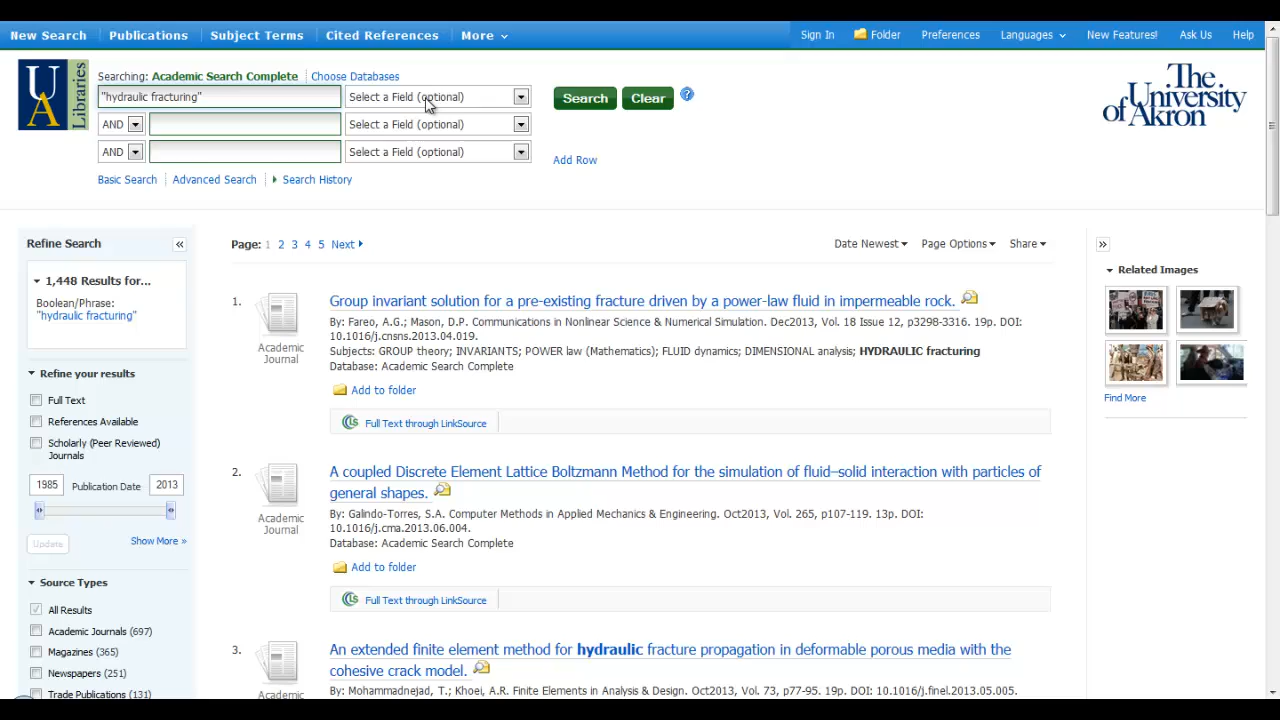 New Search Publications Subject Terms Cited References More Sign In Folder Preferences Languages New Features! Ask Us Help
UA Libraries
Searching: Academic Search Complete Choose Databases
"hydraulic fracturing" Select a Field (optional) Search Clear ?
AND Select a Field (optional)
AND Select a Field (optional) Add Row
Basic Search Advanced Search Search History
The University of Akron
Refine Search «
1,448 Results for...
Boolean/Phrase:
"hydraulic fracturing"
Refine your results
Full Text
References Available
Scholarly (Peer Reviewed)
Journals
1985 Publication Date 2013
Update Show More »
Source Types
All Results
Academic Journals (697)
Magazines (365)
Newspapers (251)
Trade Publications (131)
Page: 1 2 3 4 5 Next Date Newest Page Options Share
1. Group invariant solution for a pre-existing fracture driven by a power-law fluid in impermeable rock.
Academic
Journal
By: Fareo, A.G.; Mason, D.P. Communications in Nonlinear Science & Numerical Simulation. Dec2013, Vol. 18 Issue 12, p3298-3316. 19p. DOI:
10.1016/j.cnsns.2013.04.019.
Subjects: GROUP theory; INVARIANTS; POWER law (Mathematics); FLUID dynamics; DIMENSIONAL analysis; HYDRAULIC fracturing
Database: Academic Search Complete
Add to folder
Full Text through LinkSource
2. A coupled Discrete Element Lattice Boltzmann Method for the simulation of fluid–solid interaction with particles of
general shapes.
Academic
Journal
By: Galindo-Torres, S.A. Computer Methods in Applied Mechanics & Engineering. Oct2013, Vol. 265, p107-119. 13p. DOI:
10.1016/j.cma.2013.06.004.
Database: Academic Search Complete
Add to folder
Full Text through LinkSource
3. An extended finite element method for hydraulic fracture propagation in deformable porous media with the
cohesive crack model.
Academic
By: Mohammadnejad, T.; Khoei, A.R. Finite Elements in Analysis & Design. Oct2013, Vol. 73, p77-95. 19p. DOI: 10.1016/j.finel.2013.05.005.
»
Related Images
Find More